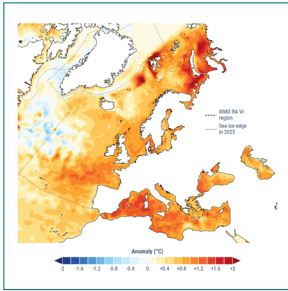 WMO RA VI
region
Sea ice edge
in 2023
Anomaly (°C)
-2 -1.6 -1.2 -0.8 -0.4 0 +0.4 +0.8 +1.2 +1.6 +2